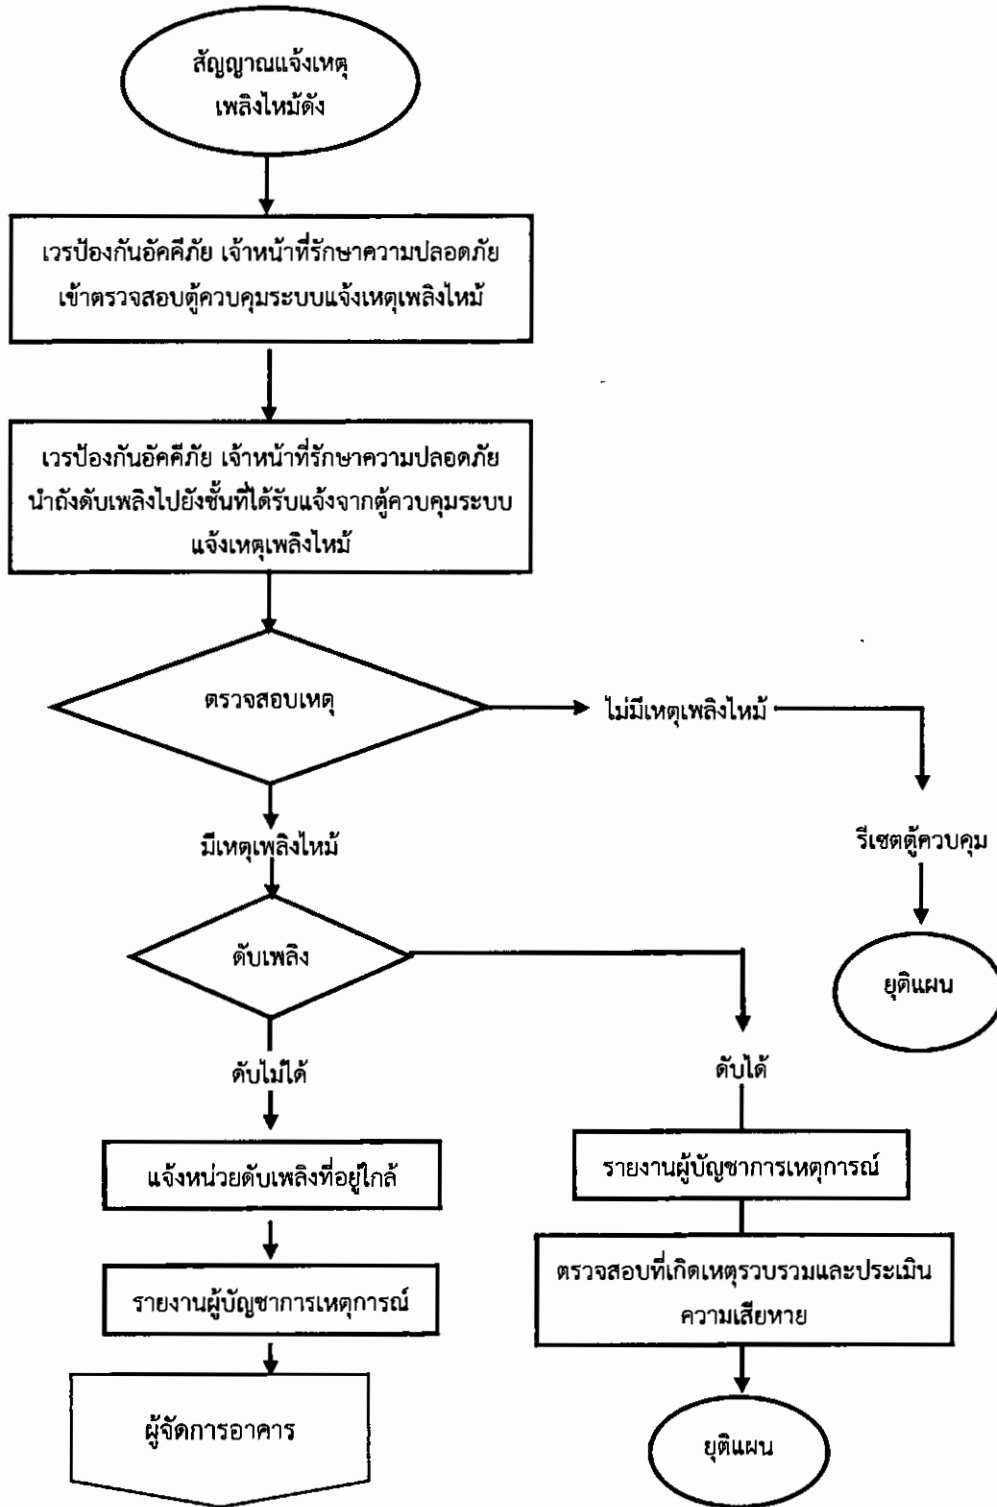 สัญญาณแจ้งเหตุ
เพลิงไหม้ดัง
เวรป้องกันอัคคีภัย เจ้าหน้าที่รักษาความปลอดภัย
เข้าตรวจสอบตู้ควบคุมระบบแจ้งเหตุเพลิงไหม้
เวรป้องกันอัคคีภัย เจ้าหน้าที่รักษาความปลอดภัย
นำถังดับเพลิงไปยังชั้นที่ได้รับแจ้งจากตู้ควบคุมระบบ
แจ้งเหตุเพลิงไหม้
ตรวจสอบเหตุ
ไม่มีเหตุเพลิงไหม้
มีเหตุเพลิงไหม้
รีเซตตู้ควบคุม
ดับเพลิง
ยุติแผน
ดับไม่ได้
ดับได้
แจ้งหน่วยดับเพลิงที่อยู่ใกล้
รายงานผู้บัญชาการเหตุการณ์
รายงานผู้บัญชาการเหตุการณ์
ตรวจสอบที่เกิดเหตุรวบรวมและประเมิน
ความเสียหาย
ผู้จัดการอาคาร
ยุติแผน